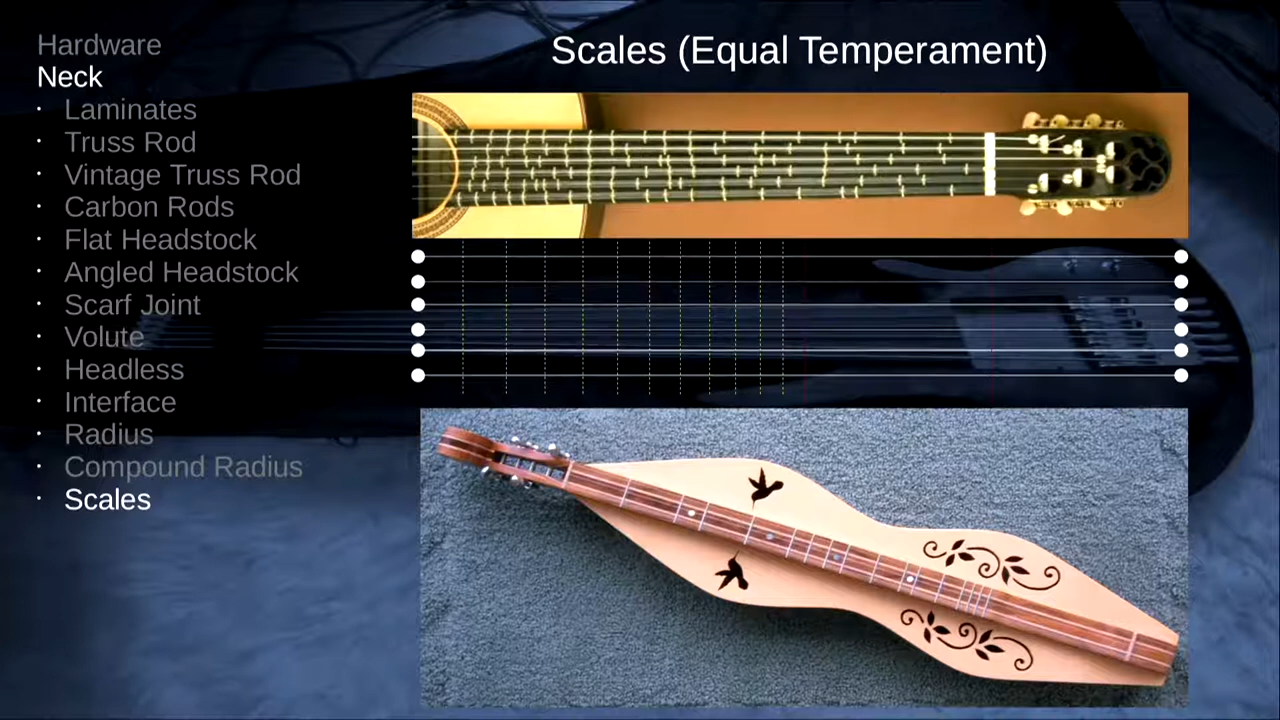 Hardware
Neck
· Laminates
· Truss Rod
· Vintage Truss Rod
· Carbon Rods
· Flat Headstock
· Angled Headstock
· Scarf Joint
· Volute
· Headless
· Interface
· Radius
· Compound Radius
· Scales
Scales (Equal Temperament)